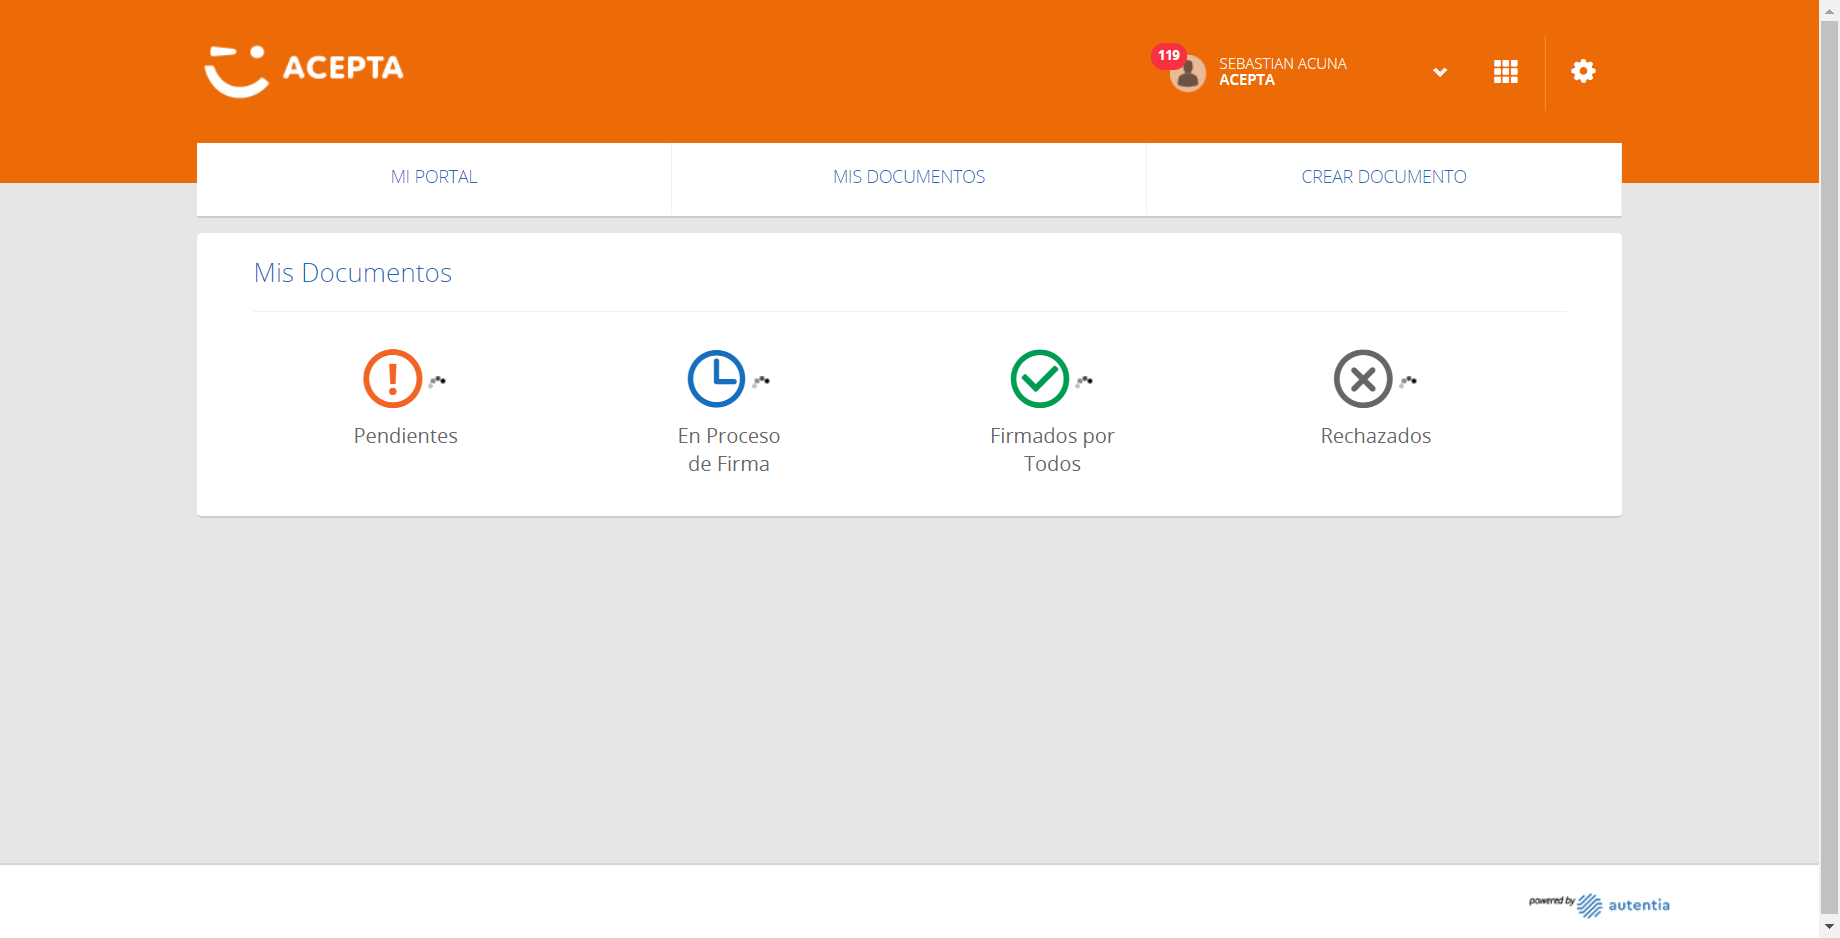 ACEPTA
119
SEBASTIAN ACUNA
ACEPTA
MI PORTAL
MIS DOCUMENTOS
CREAR DOCUMENTO
Mis Documentos
Pendientes
En Proceso
de Firma
Firmados por
Todos
Rechazados
powered by autentia